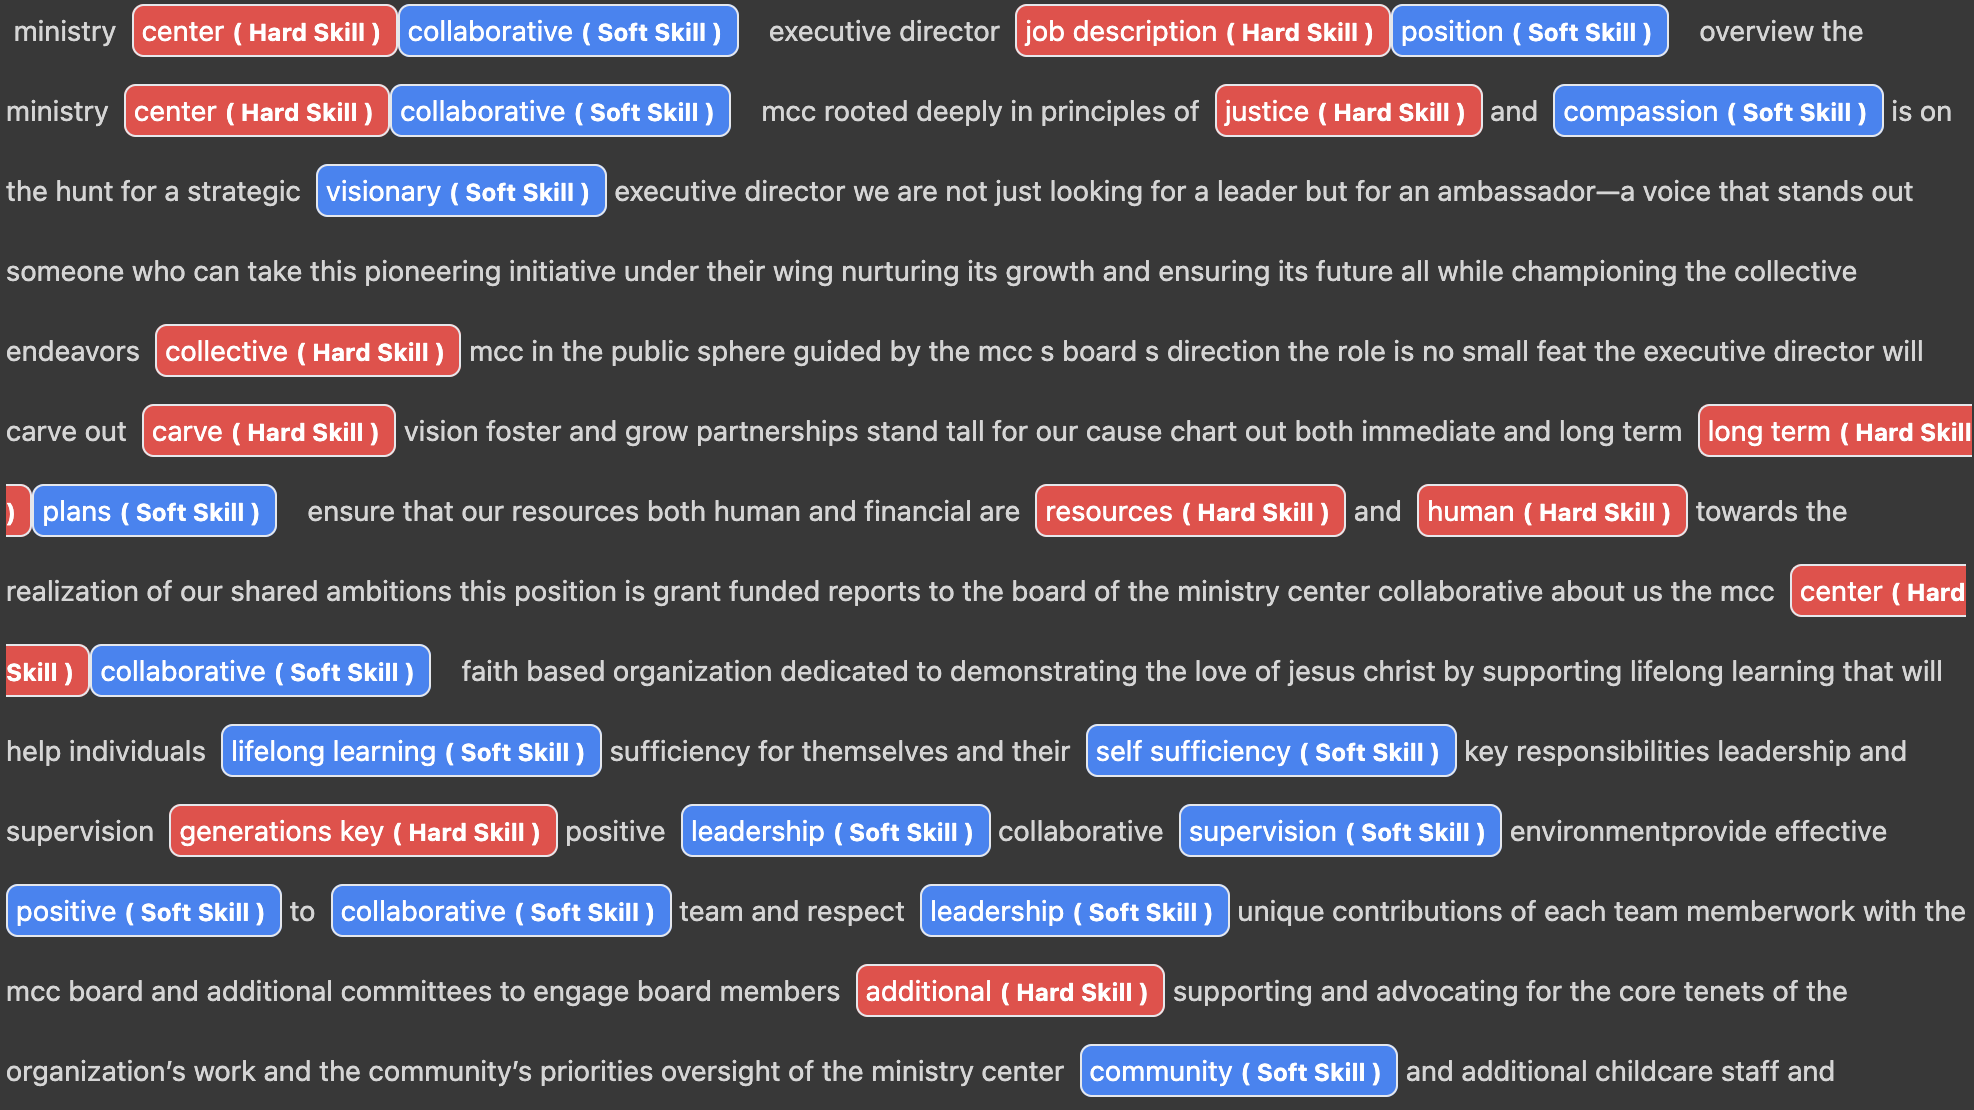 ministry center ( Hard Skill ) collaborative ( Soft Skill ) executive director job description ( Hard Skill ) position ( Soft Skill ) overview the
ministry center ( Hard Skill ) collaborative ( Soft Skill ) mcc rooted deeply in principles of justice ( Hard Skill ) and compassion ( Soft Skill ) is on
the hunt for a strategic visionary ( Soft Skill ) executive director we are not just looking for a leader but for an ambassador—a voice that stands out
someone who can take this pioneering initiative under their wing nurturing its growth and ensuring its future all while championing the collective
endeavors collective ( Hard Skill ) mcc in the public sphere guided by the mcc s board s direction the role is no small feat the executive director will
carve out carve ( Hard Skill ) vision foster and grow partnerships stand tall for our cause chart out both immediate and long term long term ( Hard Skill
) plans ( Soft Skill ) ensure that our resources both human and financial are resources ( Hard Skill ) and human ( Hard Skill ) towards the
realization of our shared ambitions this position is grant funded reports to the board of the ministry center collaborative about us the mcc center ( Hard
Skill ) collaborative ( Soft Skill ) faith based organization dedicated to demonstrating the love of jesus christ by supporting lifelong learning that will
help individuals lifelong learning ( Soft Skill ) sufficiency for themselves and their self sufficiency ( Soft Skill ) key responsibilities leadership and
supervision generations key ( Hard Skill ) positive leadership ( Soft Skill ) collaborative supervision ( Soft Skill ) environmentprovide effective
positive ( Soft Skill ) to collaborative ( Soft Skill ) team and respect leadership ( Soft Skill ) unique contributions of each team memberwork with the
mcc board and additional committees to engage board members additional ( Hard Skill ) supporting and advocating for the core tenets of the
organization’s work and the community’s priorities oversight of the ministry center community ( Soft Skill ) and additional childcare staff and